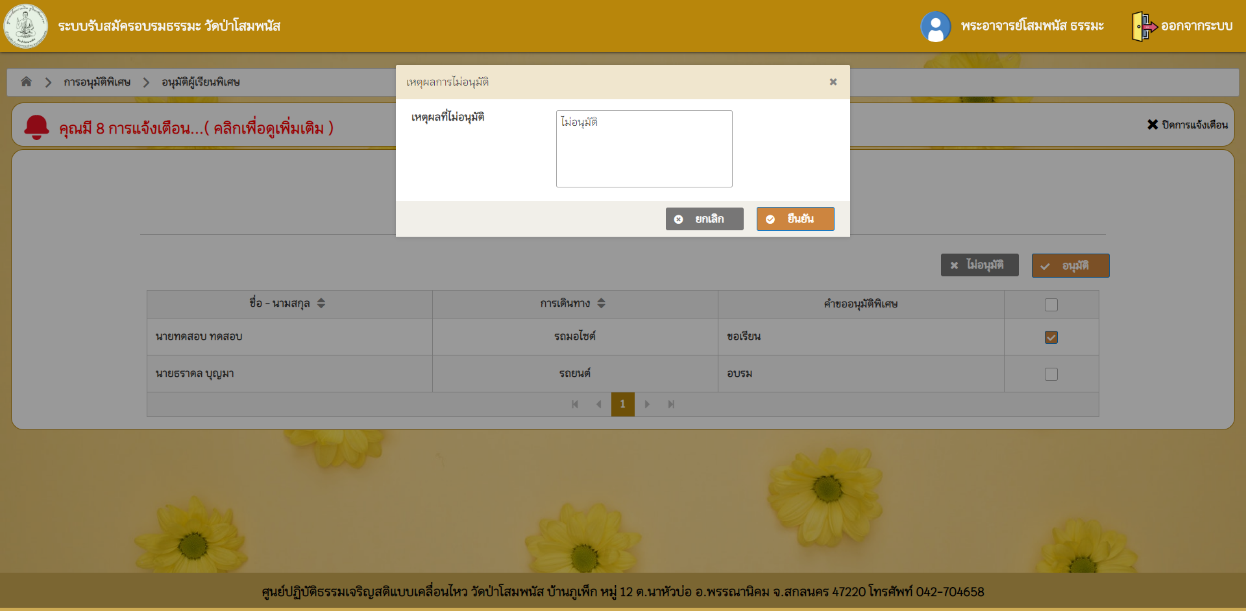 ระบบรับสมัครอบรมธรรมะ วัดป่าโสมพนัส
พระอาจารย์โสมพนัส ธรรมะ
ออกจากระบบ
การอนุมัติพิเศษ
อนุมัติผู้เรียนพิเศษ
เหตุผลการไม่อนุมัติ
เหตุผลที่ไม่อนุมัติ
ไม่อนุมัติ
คุณมี 8 การแจ้งเตือน...( คลิกเพื่อดูเพิ่มเติม )
ปิดการแจ้งเตือน
ยกเลิก
ยืนยัน
ไม่อนุมัติ
อนุมัติ
ชื่อ - นามสกุล
การเดินทาง
คำขออนุมัติพิเศษ
นายทดสอบ ทดสอบ
รถมอไซต์
ขอเรียน
นายธราดล บุญมา
รถยนต์
อบรม
1
ศูนย์ปฏิบัติธรรมเจริญสติแบบเคลื่อนไหว วัดป่าโสมพนัส บ้านภูเพ็ก หมู่ 12 ต.นาหัวบ่อ อ.พรรณานิคม จ.สกลนคร 47220 โทรศัพท์ 042-704658